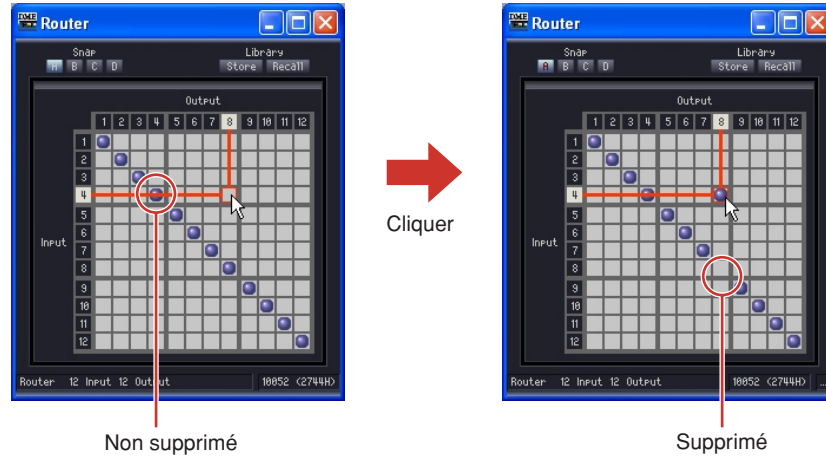 Router
Snap
Library
A B C D
Store Recall
Output
1 2 3 4 5 6 7 8 9 10 11 12
1
2
3
4
5
Input
6
7
8
9
10
11
12
Router 12 Input 12 Output 10052 (2744H)
Non supprimé
Cliquer
Router
Snap
Library
A B C D
Store Recall
Output
1 2 3 4 5 6 7 8 9 10 11 12
1
2
3
4
5
Input
6
7
8
9
10
11
12
Router 12 Input 12 Output 10052 (2744H) ...
Supprimé